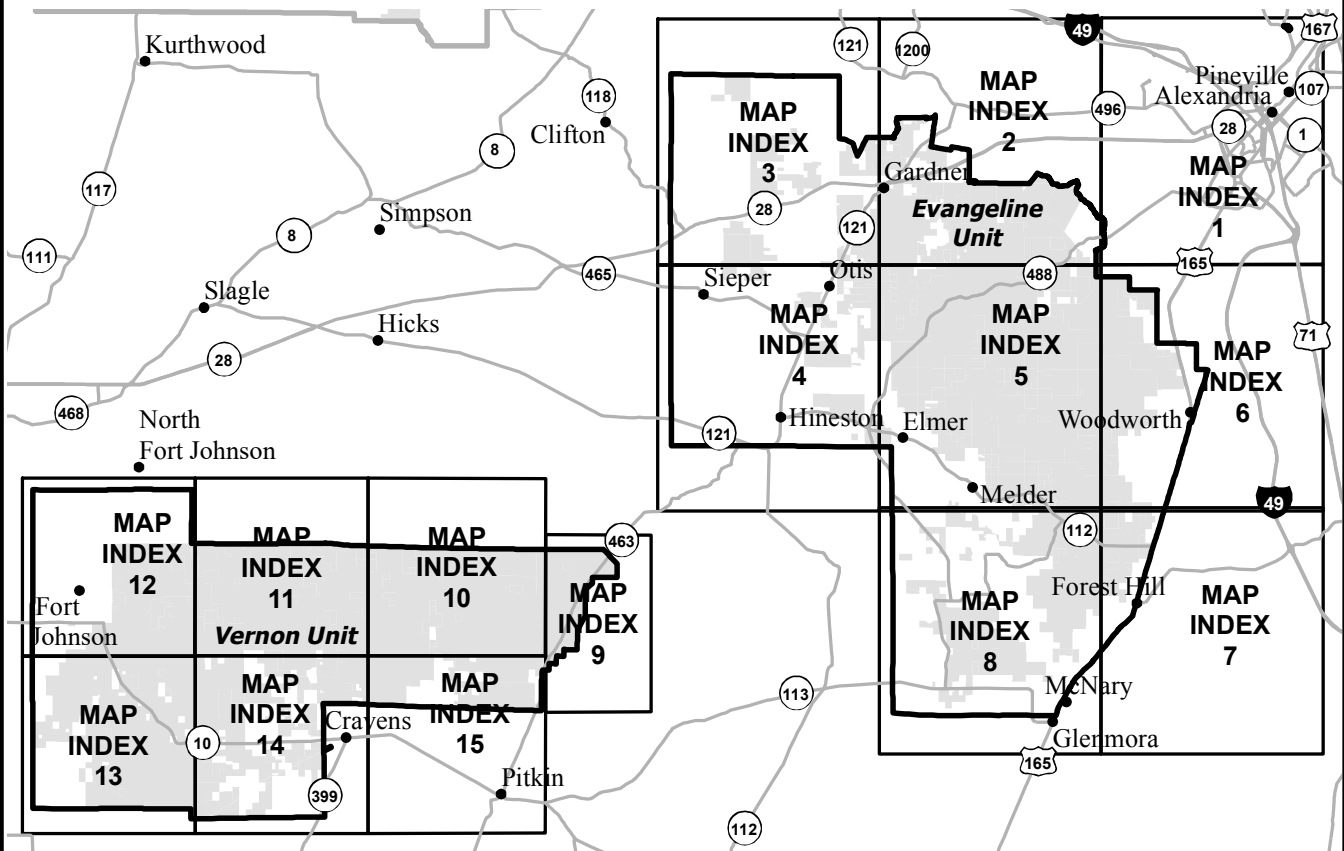 Kurthwood
118
Clifton
8
117
Simpson
8
111
465
Slagle
Hicks
28
468
North
Fort Johnson
121
1200
49
167
Pineville
107
Alexandria
496
28
1
MAP
INDEX
2
MAP
INDEX
3
MAP
INDEX
1
Gardner
28
121
Evangeline
Unit
165
488
Sieper
Otis
MAP
INDEX
4
MAP
INDEX
5
71
MAP
INDEX
6
Hineston
Elmer
Woodworth
121
Melder
49
112
463
MAP
INDEX
12
MAP
INDEX
11
MAP
INDEX
10
MAP
INDEX
9
Fort
Johnson
Vernon Unit
Forest Hill
MAP
INDEX
8
MAP
INDEX
7
MAP
INDEX
13
MAP
INDEX
14
MAP
INDEX
15
10
Cravens
399
Pitkin
113
McNary
Glenmora
165
112